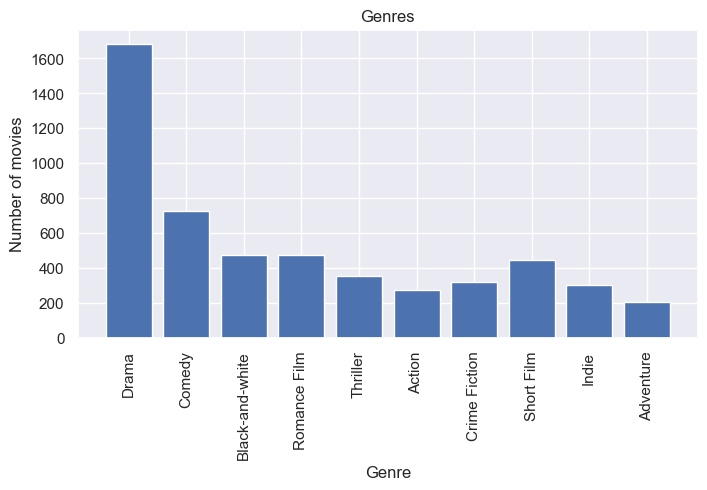 Genres
Number of movies
1600
1400
1200
1000
800
600
400
200
0
Drama
Comedy
Black-and-white
Romance Film
Thriller
Action
Crime Fiction
Short Film
Indie
Adventure
Genre